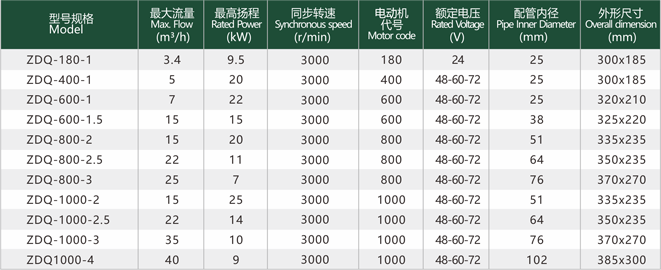 型号规格 最大流量 最高扬程 同步转速 电动机 额定电压 配管内径 外形尺寸
Model Max. Flow Rated Power Synchronous speed 代号 Rated Voltage Pipe Inner Diameter Overall dimension
(m³/h) (kW) (r/min) Motor code (V) (mm) (mm)
ZDQ-180-1 3.4 9.5 3000 180 24 25 300x185
ZDQ-400-1 5 20 3000 400 48-60-72 25 300x185
ZDQ-600-1 7 22 3000 600 48-60-72 25 320x210
ZDQ-600-1.5 15 15 3000 600 48-60-72 38 325x220
ZDQ-800-2 15 20 3000 800 48-60-72 51 335x235
ZDQ-800-2.5 22 11 3000 800 48-60-72 64 350x235
ZDQ-800-3 25 7 3000 800 48-60-72 76 370x270
ZDQ-1000-2 15 25 3000 1000 48-60-72 51 335x235
ZDQ-1000-2.5 22 14 3000 1000 48-60-72 64 350x235
ZDQ-1000-3 35 10 3000 1000 48-60-72 76 370x270
ZDQ1000-4 40 9 3000 1000 48-60-72 102 385x300